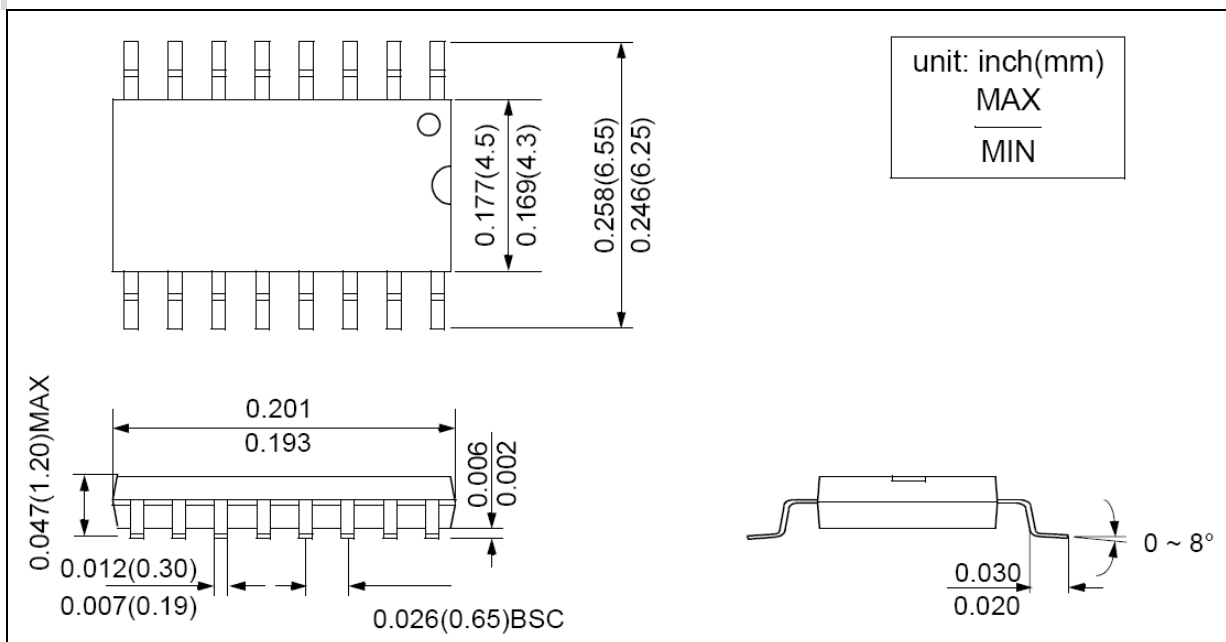 unit: inch(mm)
MAX
MIN
0.177(4.5)
0.169(4.3)
0.258(6.55)
0.246(6.25)
0.047(1.20)MAX
0.201
0.193
0.006
0.002
0.012(0.30)
0.007(0.19)
0.026(0.65)BSC
0.030
0.020
0 ~ 8°